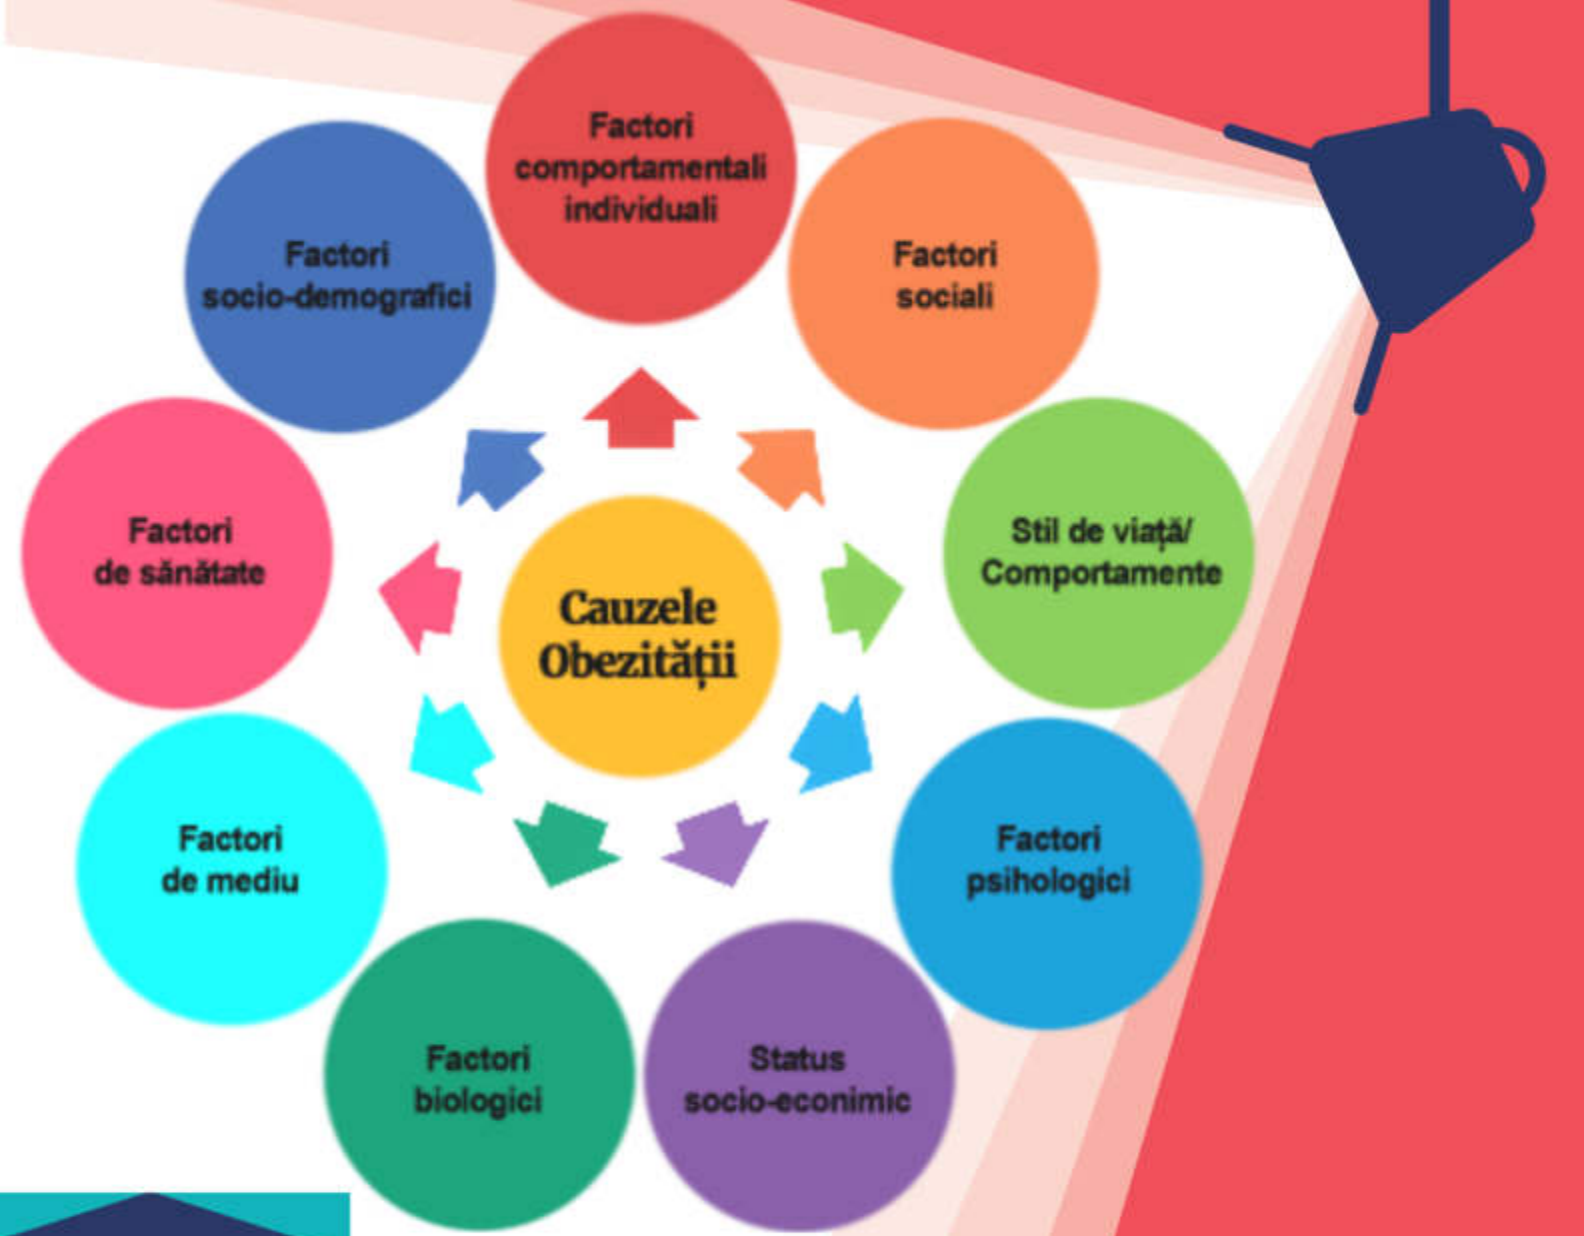 Factori
comportamentali
individuali
Factori
sociali
Stil de viață/
Comportamente
Factori
psihologici
Status
socio-econimic
Factori
biologici
Factori
de mediu
Factori
de sănătate
Factori
socio-demografici
Cauzele
Obezității